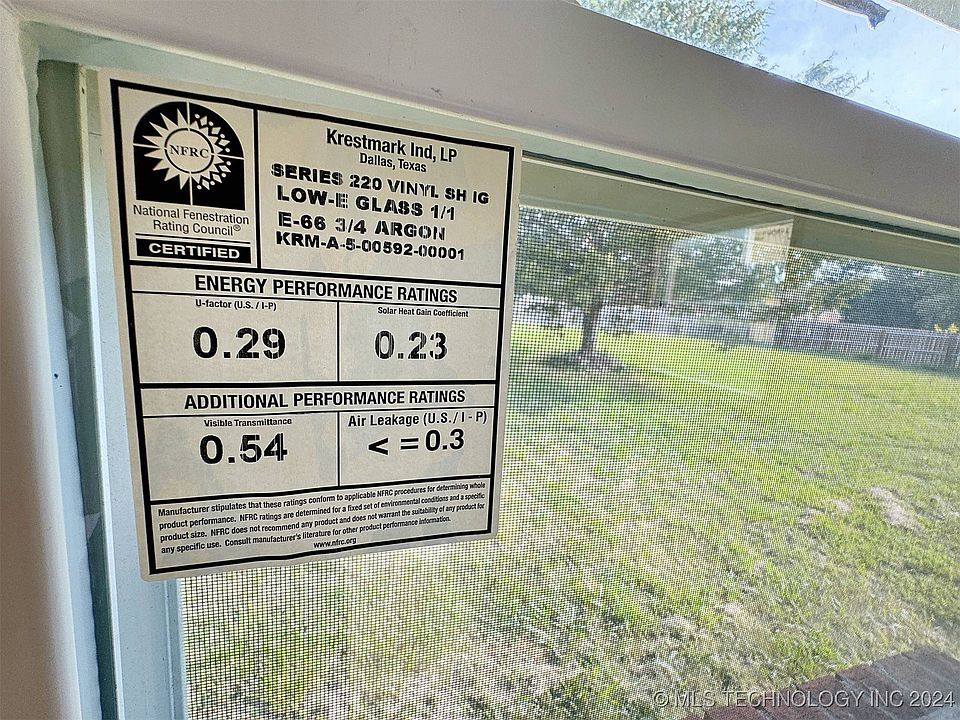 NFRC
National Fenestration
Rating Council®
CERTIFIED
Krestmark Ind, LP
Dallas, Texas
SERIES 220 VINYL SH IG
LOW-E GLASS 1/1
E-66 3/4 ARGON
KRM-A-5-00592-00001
ENERGY PERFORMANCE RATINGS
U-factor (U.S. / I-P)
0.29
Solar Heat Gain Coefficient
0.23
ADDITIONAL PERFORMANCE RATINGS
Visible Transmittance
0.54
Air Leakage (U.S. / I - P)
< = 0.3
Manufacturer stipulates that these ratings conform to applicable NFRC procedures for determining whole
product performance. NFRC ratings are determined for a fixed set of environmental conditions and a specific
product size. NFRC does not recommend any product and does not warrant the suitability of any product for
any specific use. Consult manufacturer's literature for other product performance information.
www.nfrc.org
© MLS TECHNOLOGY INC 2024